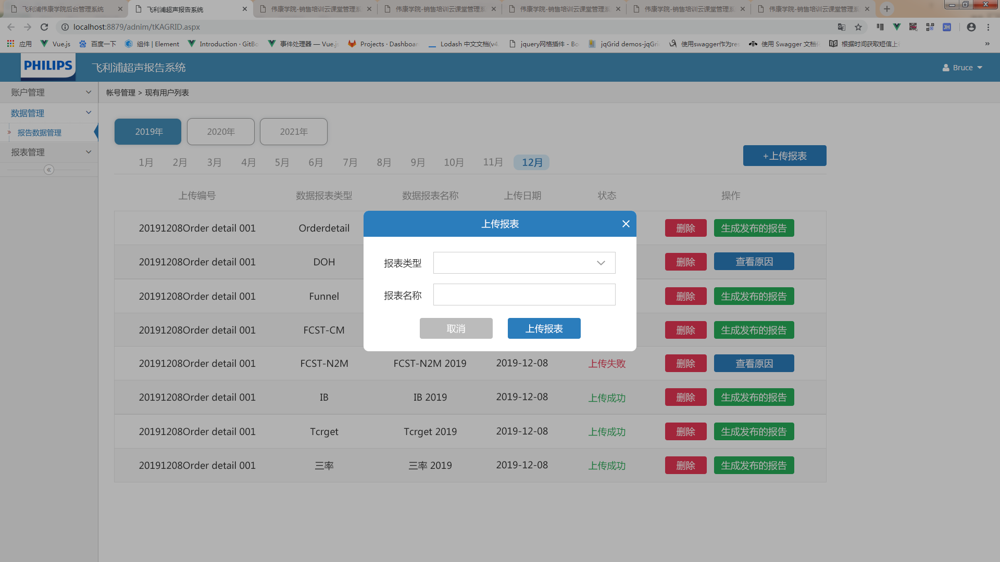 飞利浦伟康学院后台管理系统
飞利浦超声报告系统
伟康学院-销售培训云课堂管理系
伟康学院-销售培训云课堂管理系
伟康学院-销售培训云课堂管理系
伟康学院-销售培训云课堂管理系
伟康学院-销售培训云课堂管理系
localhost:8879/adnim/tKAGRID.aspx
应用
Vue.js
百度一下
组件 | Element
Introduction · GitBo
事件处理器 — Vue.js
Projects · Dashboar
Lodash 中文文档(v4.
jquery网格插件 - Bo
jqGrid demos-jqGri
使用swagger作为res
使用 Swagger 文档化
根据时间获取短信上
»
PHILIPS
飞利浦超声报告系统
Bruce
账户管理
数据管理
报告数据管理
报表管理
帐号管理 > 现有用户列表
2019年 2020年 2021年
1月 2月 3月 4月 5月 6月 7月 8月 9月 10月 11月 12月
+上传报表
上传编号 数据报表类型 数据报表名称 上传日期 状态 操作
20191208Order detail 001 Orderdetail 删除 生成发布的报告
20191208Order detail 001 DOH 删除 查看原因
20191208Order detail 001 Funnel 删除 生成发布的报告
20191208Order detail 001 FCST-CM 删除 生成发布的报告
20191208Order detail 001 FCST-N2M FCST-N2M 2019 2019-12-08 上传失败 删除 查看原因
20191208Order detail 001 IB IB 2019 2019-12-08 上传成功 删除 生成发布的报告
20191208Order detail 001 Tcrget Tcrget 2019 2019-12-08 上传成功 删除 生成发布的报告
20191208Order detail 001 三率 三率 2019 2019-12-08 上传成功 删除 生成发布的报告
上传报表
报表类型
报表名称
取消 上传报表